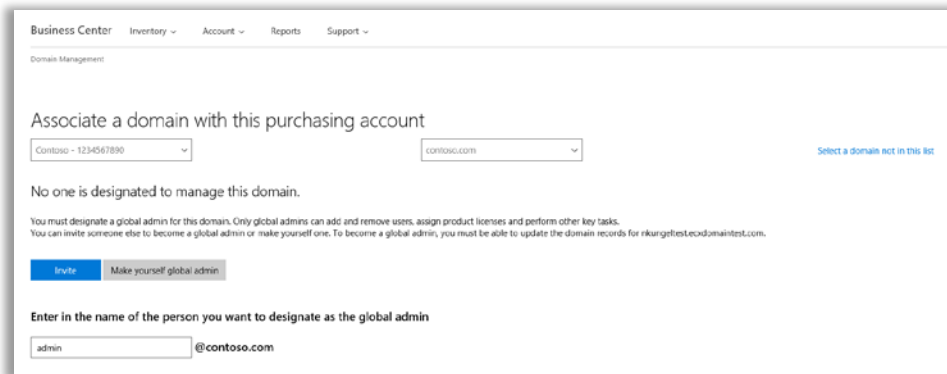 Business Center Inventory Account Reports Support
Domain Management
Associate a domain with this purchasing account
Contoso - 1234567890 contoso.com Select a domain not in this list
No one is designated to manage this domain.
You must designate a global admin for this domain. Only global admins can add and remove users, assign product licenses and perform other key tasks.
You can invite someone else to become a global admin or make yourself one. To become a global admin, you must be able to update the domain records for nkungeltest.ecxdomaintest.com.
Invite Make yourself global admin
Enter in the name of the person you want to designate as the global admin
admin @contoso.com